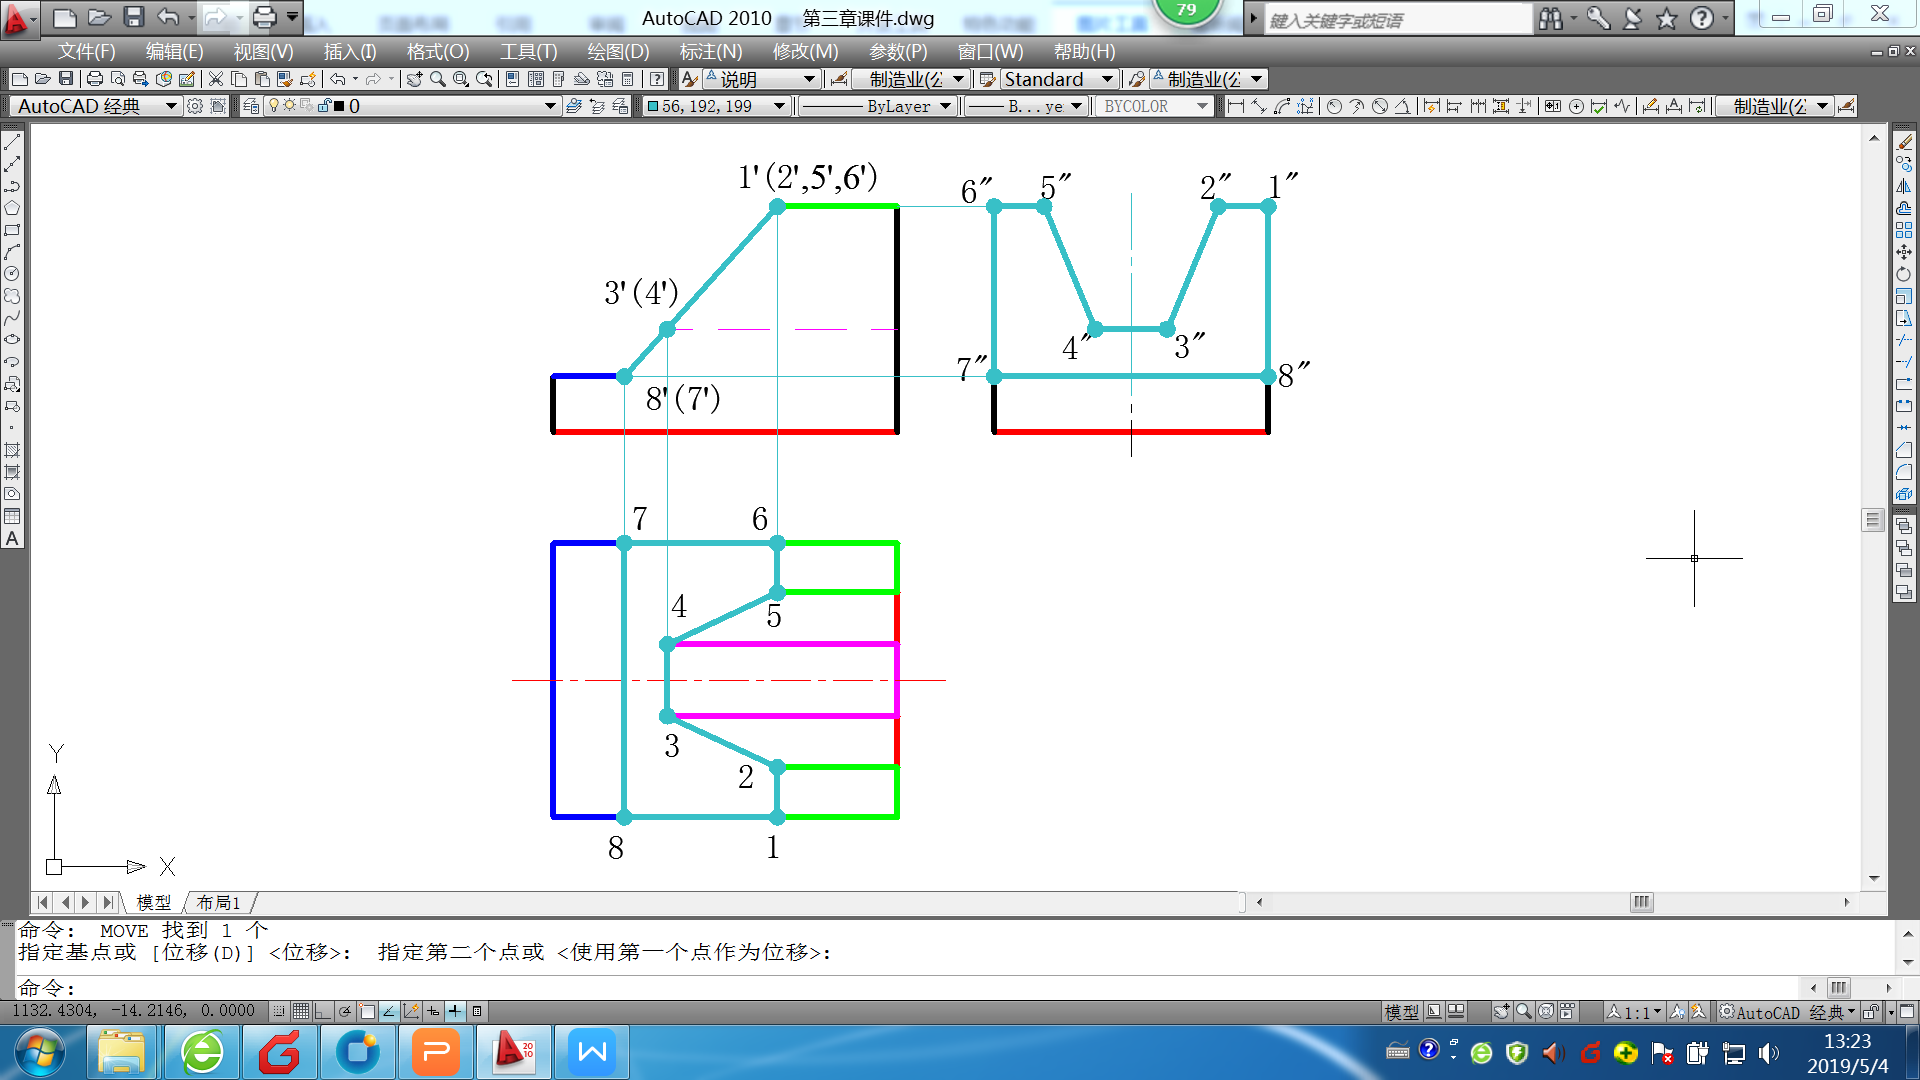 AutoCAD 2010 第三章课件.dwg
79
键入关键字或短语
文件(F) 编辑(E) 视图(V) 插入(I) 格式(O) 工具(T) 绘图(D) 标注(N) 修改(M) 参数(P) 窗口(W) 帮助(H)
说明 制造业(公 Standard 制造业(公
AutoCAD 经典 0 56,192,199 ByLayer B...ye BYCOLOR 制造业(公
1'(2',5',6')
6″ 5″ 2″ 1″
3'(4')
4″ 3″
7″ 8″
8'(7')
7 6
4 5
3
2
8 1
Y
X
模型 布局1
命令: MOVE 找到 1 个
指定基点或 [位移(D)] <位移>: 指定第二个点或 <使用第一个点作为位移>:
命令:
1132.4304, -14.2146, 0.0000 模型 1:1 AutoCAD 经典
13:23
2019/5/4